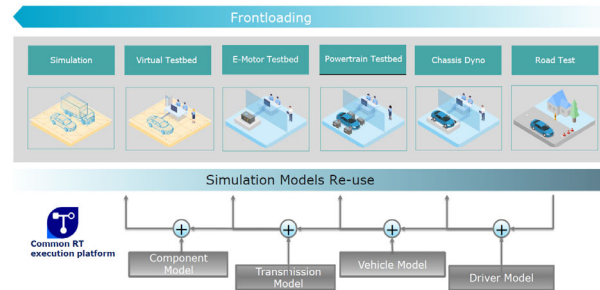 Frontloading
Simulation
Virtual Testbed
E-Motor Testbed
Powertrain Testbed
Chassis Dyno
Road Test
Simulation Models Re-use
Common RT
execution platform
Component
Model
Transmission
Model
Vehicle Model
Driver Model